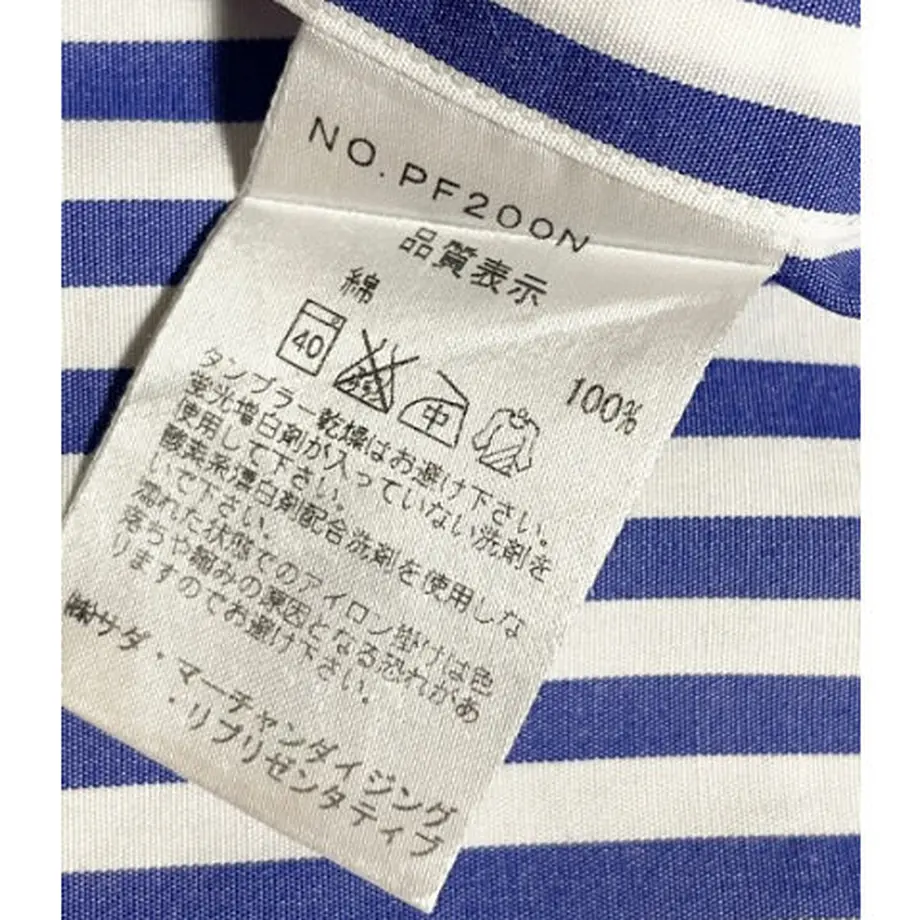 NO.PF200N
品質表示
綿 100%
40 中
タンブラー乾燥はお避け下さい。
蛍光増白剤が入っていない洗剤を
使用して下さい。
酵素系漂白剤配合洗剤を使用しな
いで下さい。
濡れた状態でのアイロン掛けは色
落ちや縮みの原因となる恐れがあ
りますのでお避け下さい。
㈱サダ・マーチャンダイジング
・リプリゼンタティブ